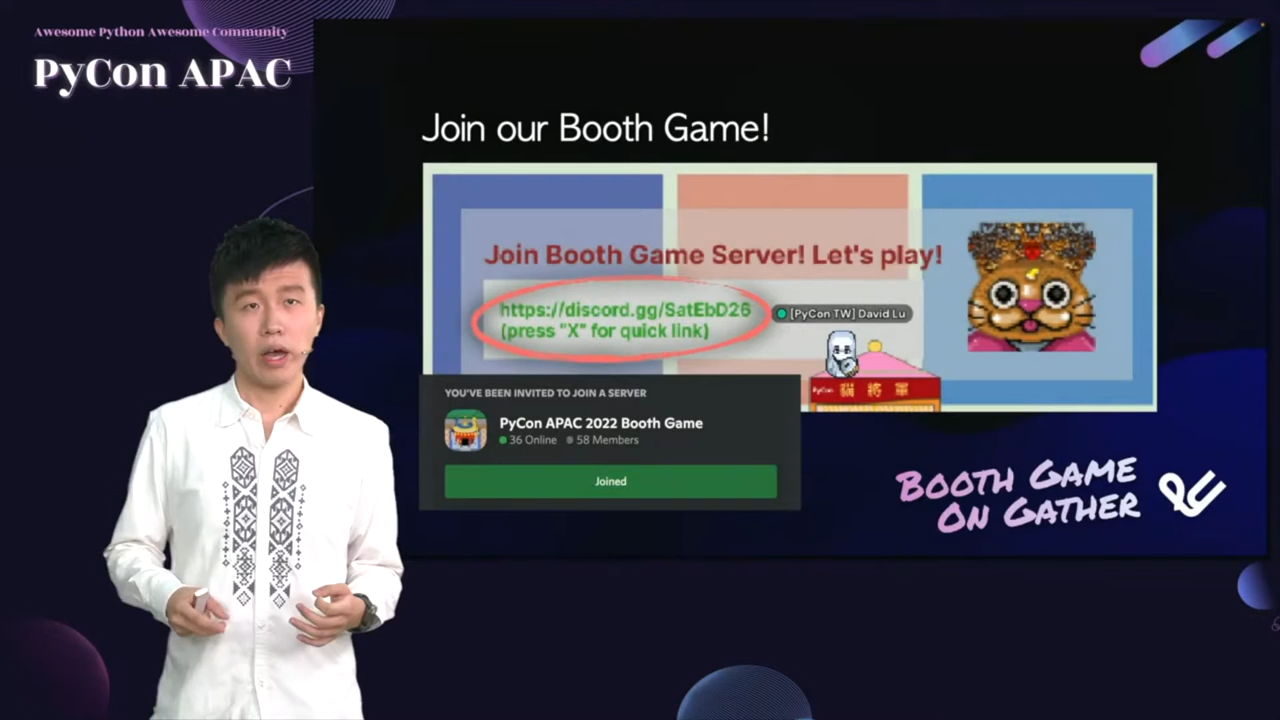 Awesome Python Awesome Community
PyCon APAC
Join our Booth Game!
Join Booth Game Server! Let's play!
https://discord.gg/SatEbD26
(press "X" for quick link)
[PyCon TW] David Lu
PyCon 貓將軍
YOU'VE BEEN INVITED TO JOIN A SERVER
PyCon APAC 2022 Booth Game
36 Online 58 Members
Joined
BOOTH GAME
ON GATHER